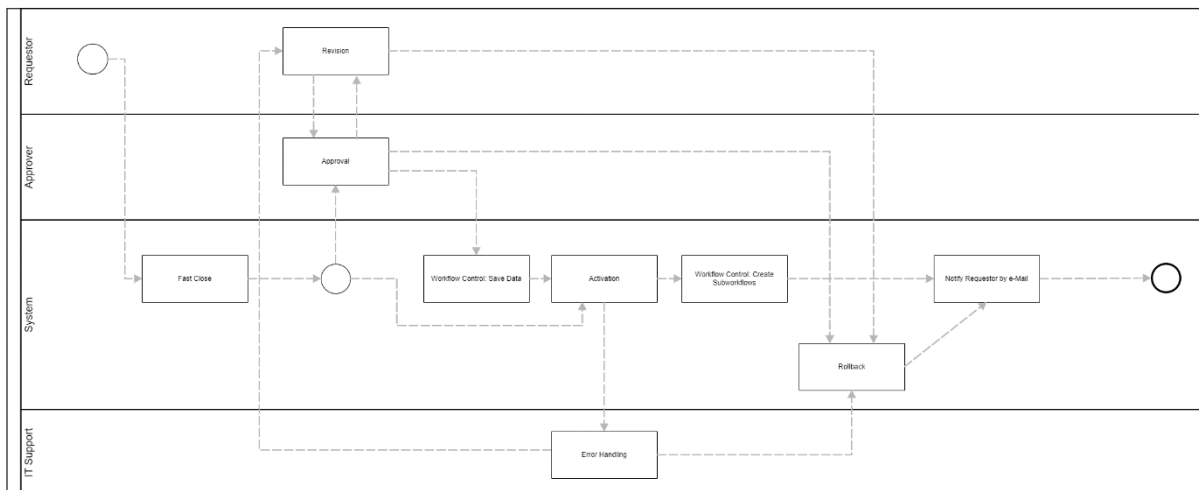 Requestor
Revision
Approver
Approval
System
Fast Close
Workflow Control: Save Data
Activation
Workflow Control: Create
Subworkflows
Notify Requestor by e-Mail
Rollback
IT Support
Error Handling